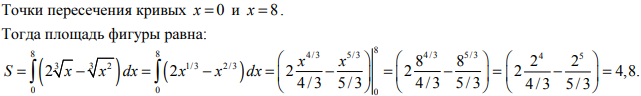 Точки пересечения кривых x = 0 и x = 8.
Тогда площадь фигуры равна:
S = ∫₀⁸ (2∛x − ∛x²) dx = ∫₀⁸ (2x^{1/3} − x^{2/3}) dx = (2 x^{4/3}/(4/3) − x^{5/3}/(5/3)) |₀⁸ = (2 8^{4/3}/(4/3) − 8^{5/3}/(5/3)) = (2 2⁴/(4/3) − 2⁵/(5/3)) = 4,8.